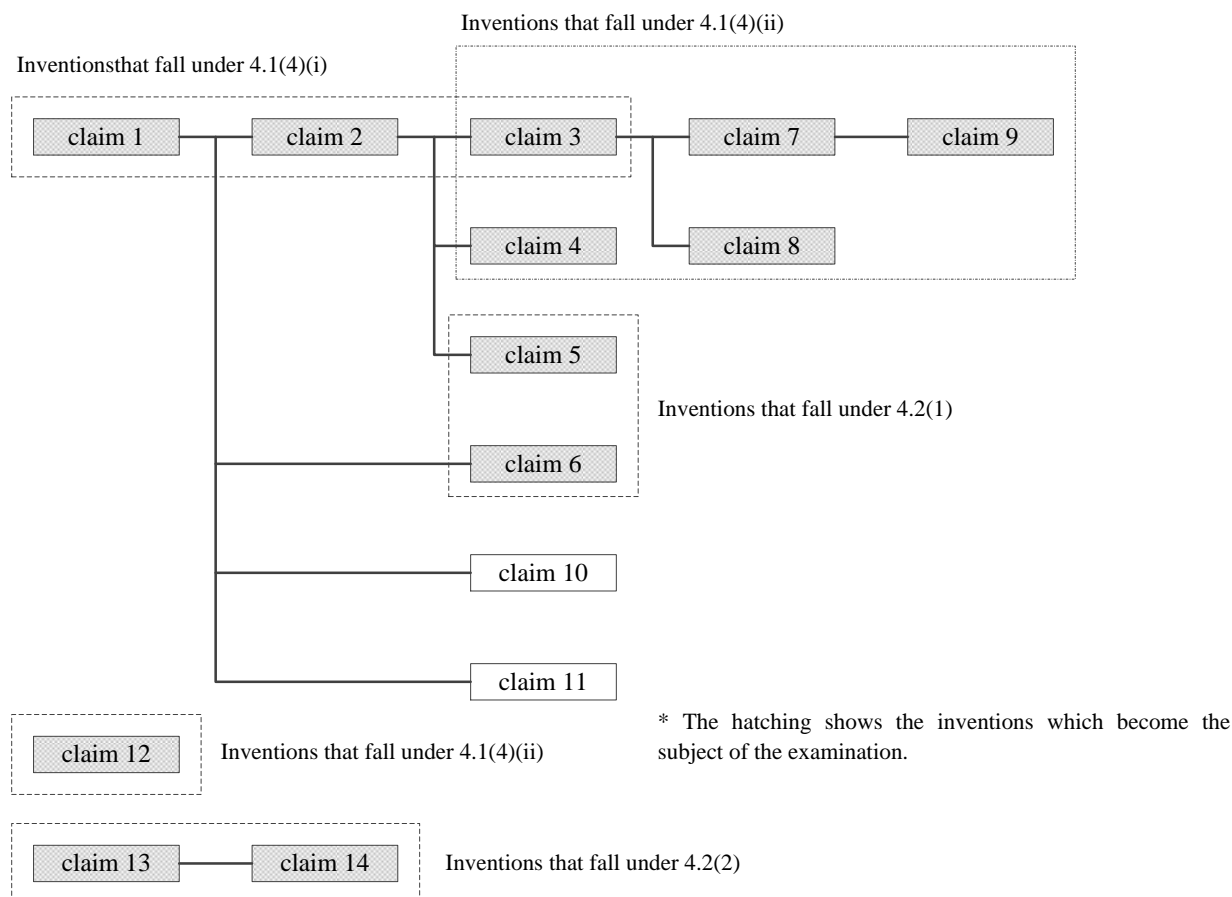 Inventions that fall under 4.1(4)(ii)
Inventionsthat fall under 4.1(4)(i)
claim 1
claim 2
claim 3
claim 7
claim 9
claim 4
claim 8
claim 5
Inventions that fall under 4.2(1)
claim 6
claim 10
claim 11
* The hatching shows the inventions which become the
subject of the examination.
claim 12
Inventions that fall under 4.1(4)(ii)
claim 13
claim 14
Inventions that fall under 4.2(2)